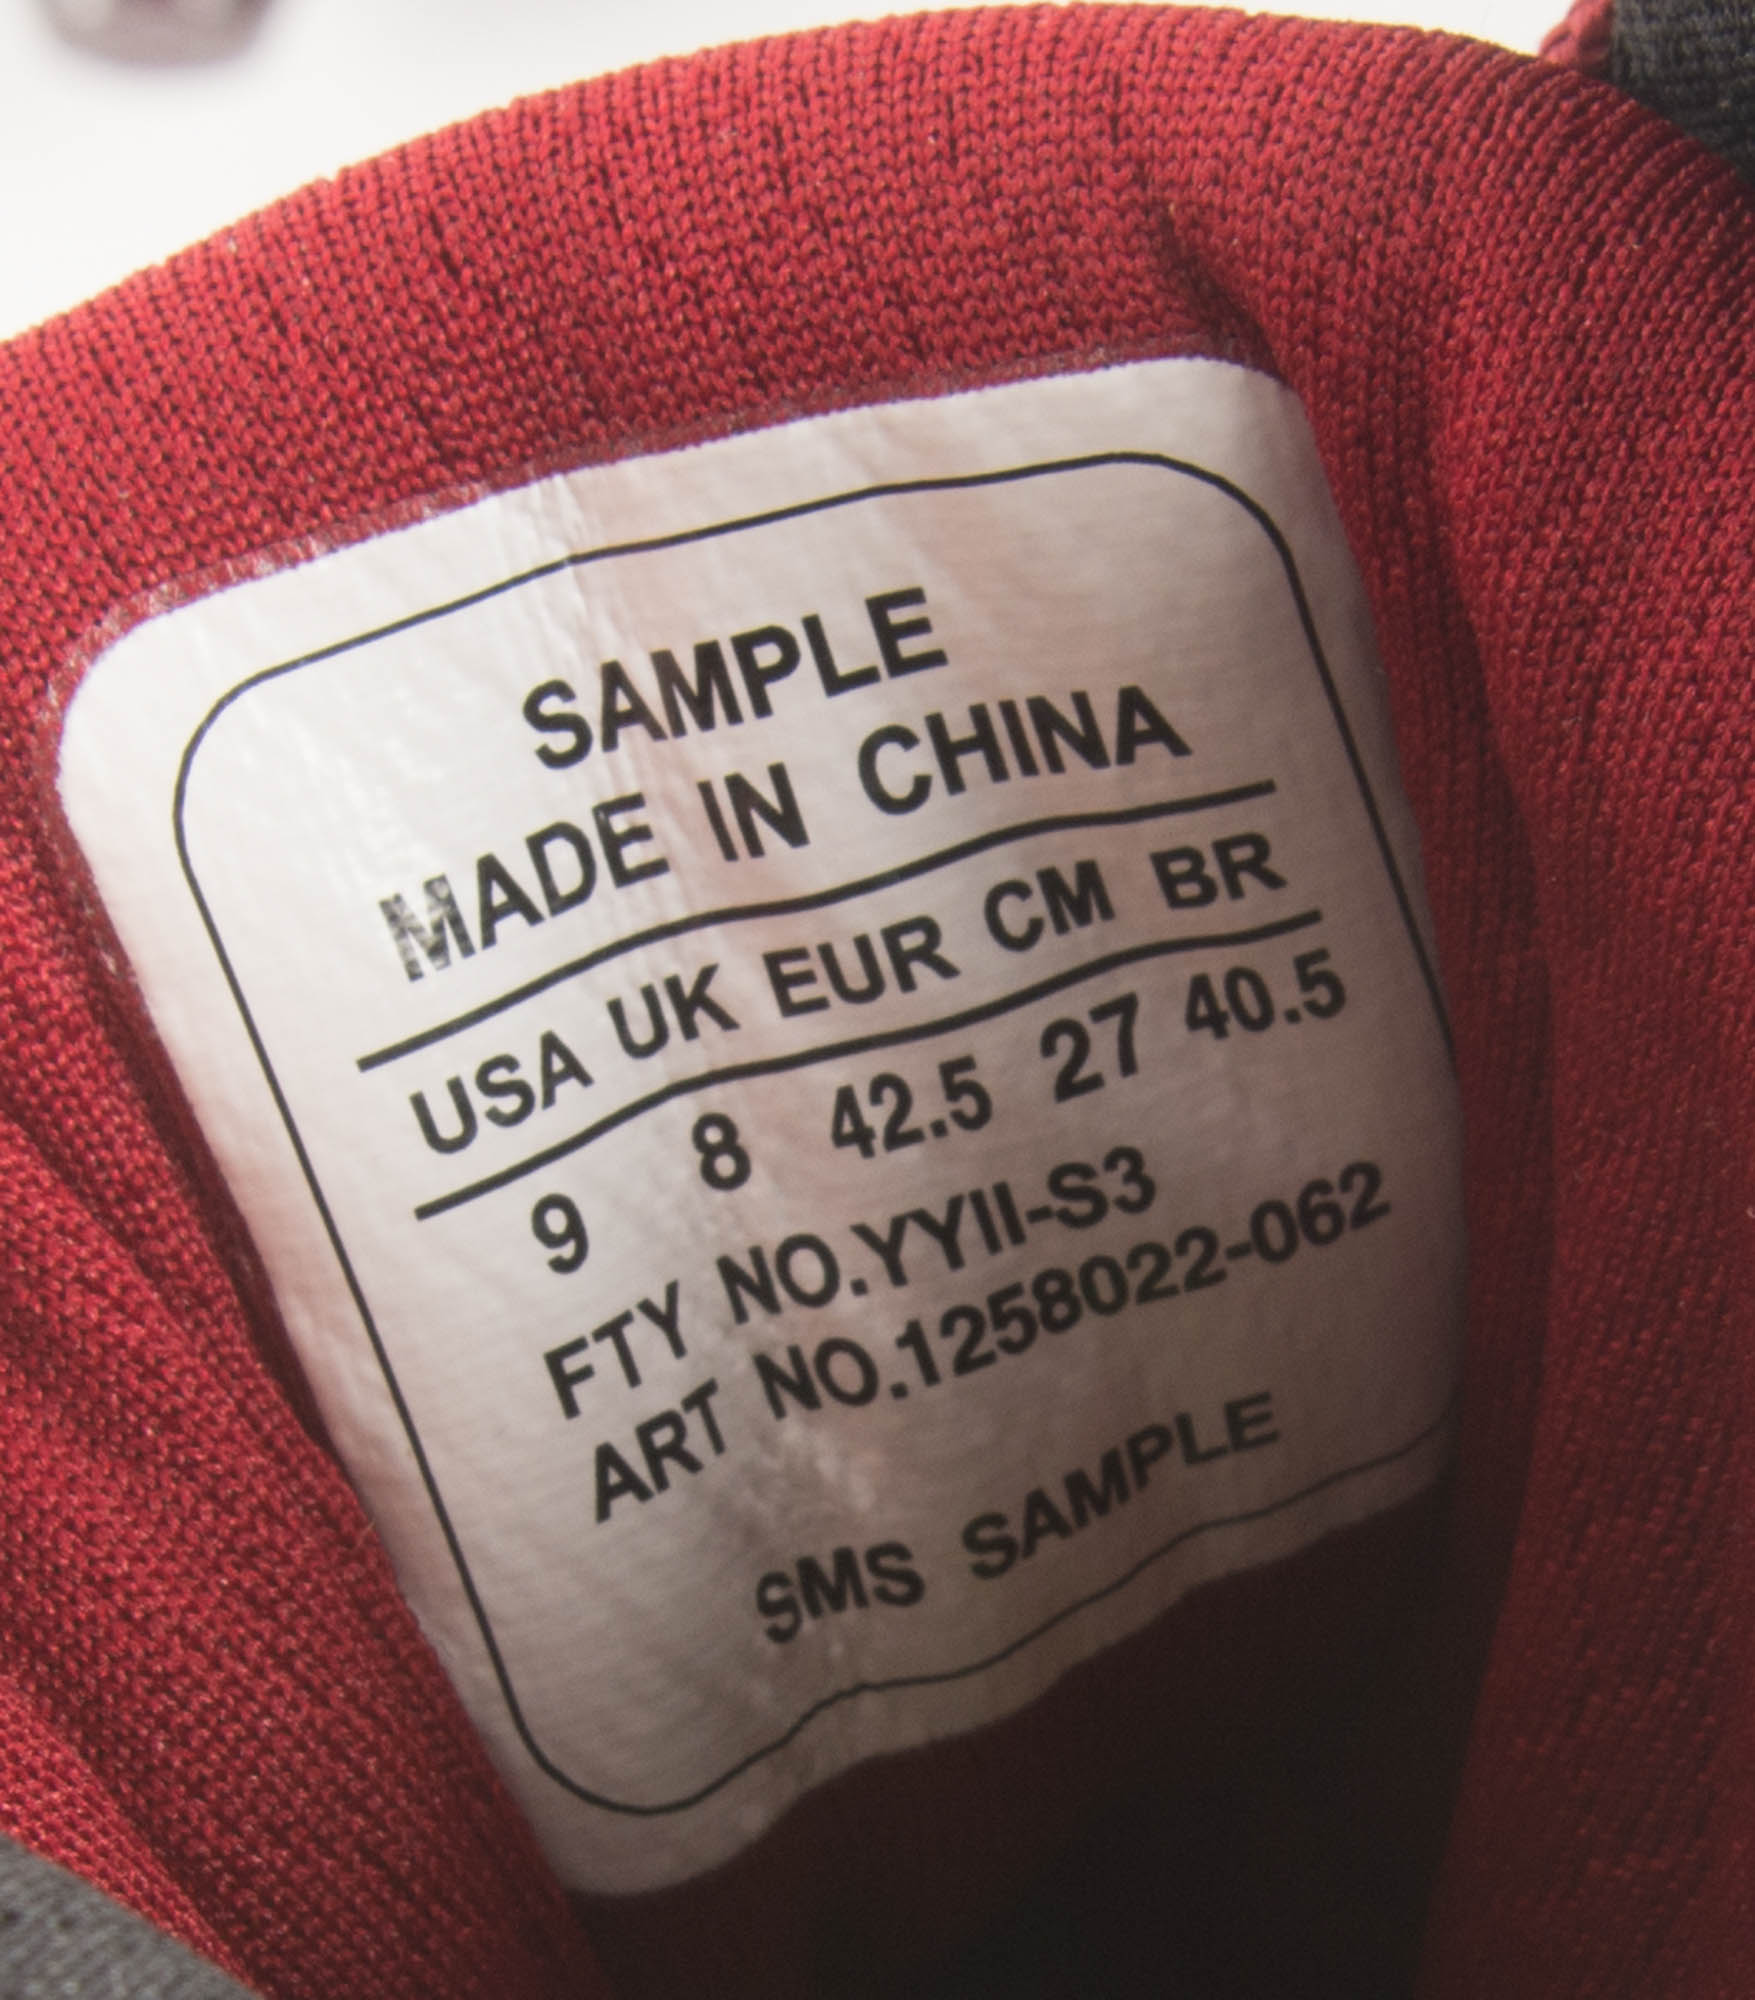 SAMPLE
MADE IN CHINA
USA UK EUR CM BR
9 8 42.5 27 40.5
FTY NO.YYII-S3
ART NO.1258022-062
SMS SAMPLE